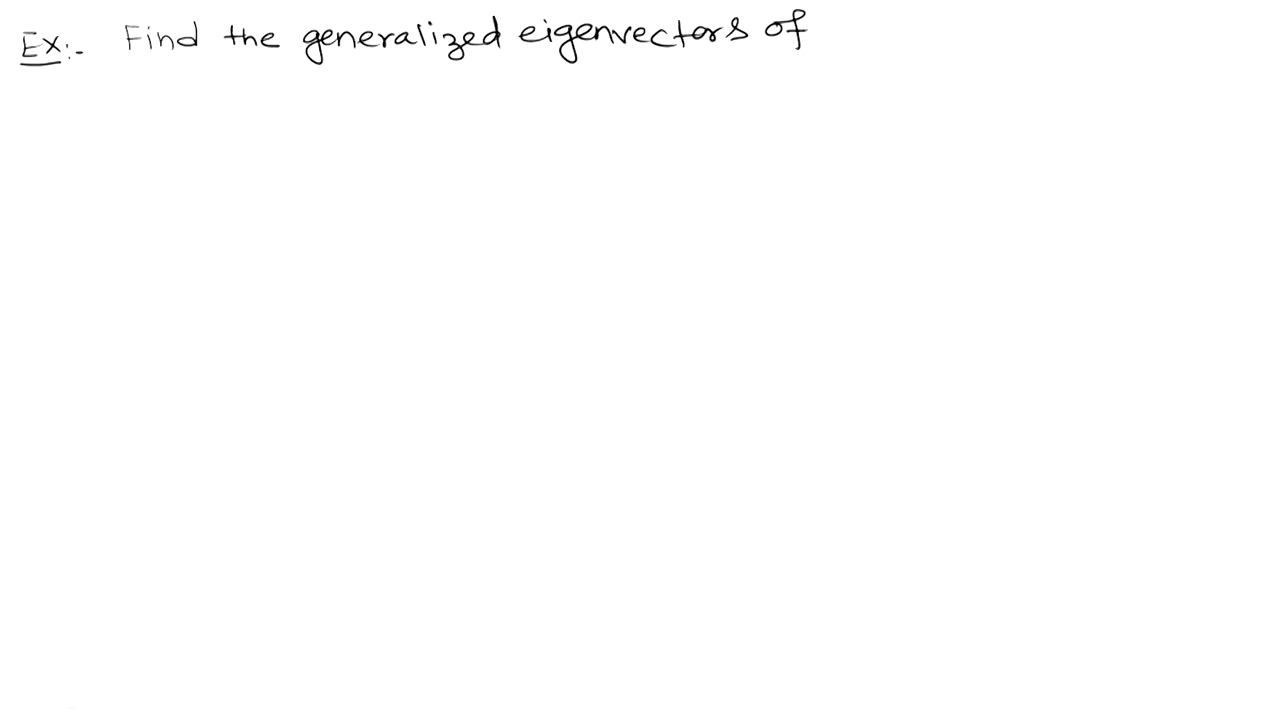 Ex:- Find the generalized eigenvectors of